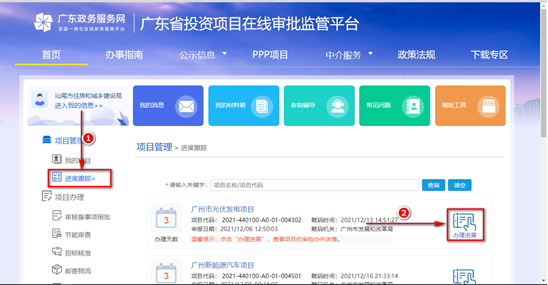 广东政务服务网
全国一体化在线政务服务平台
广东省投资项目在线审批监管平台
首页 办事指南 公示信息 PPP项目 中介服务 政策法规 下载专区
汕尾市住房和城乡建设局
进入我的信息>>
我的消息 我的材料箱 咨询辅导 常见问题 辅助工具
项目管理
1
我的项目
进度跟踪>
项目办理
审核备事项报批
节能审查
招标核准
邮寄物流
项目管理 > 进度跟踪
* 请输入关键字: 项目名称/项目代码 查询 清空
3
办理天数
广州市光伏发电项目
项目代码: 2021-440100-A0-01-004302 赋码时间: 2021/12/13 14:51:27
申报日期: 2021/12/06 12:50:03 赋码机关: 广州市发展和改革局
温馨提示: 点击“办理进展”, 查看项目的审批办件详情。
2
办理进展
3
广州新能源汽车项目
项目代码: 2021-440100-A0-01-004501 赋码时间: 2021/12/16 21:33:14